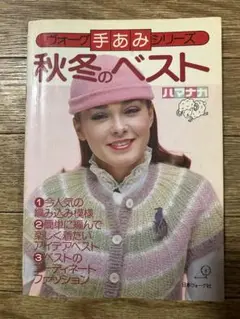 ヴォーグ手あみシリーズ
秋冬のベスト
ハマナカ
1今人気の
編み込み模様
2簡単に編んで
楽しく着たい
アイデアベスト
3ベストの
コーディネート
ファッション
日本ヴォーグ社